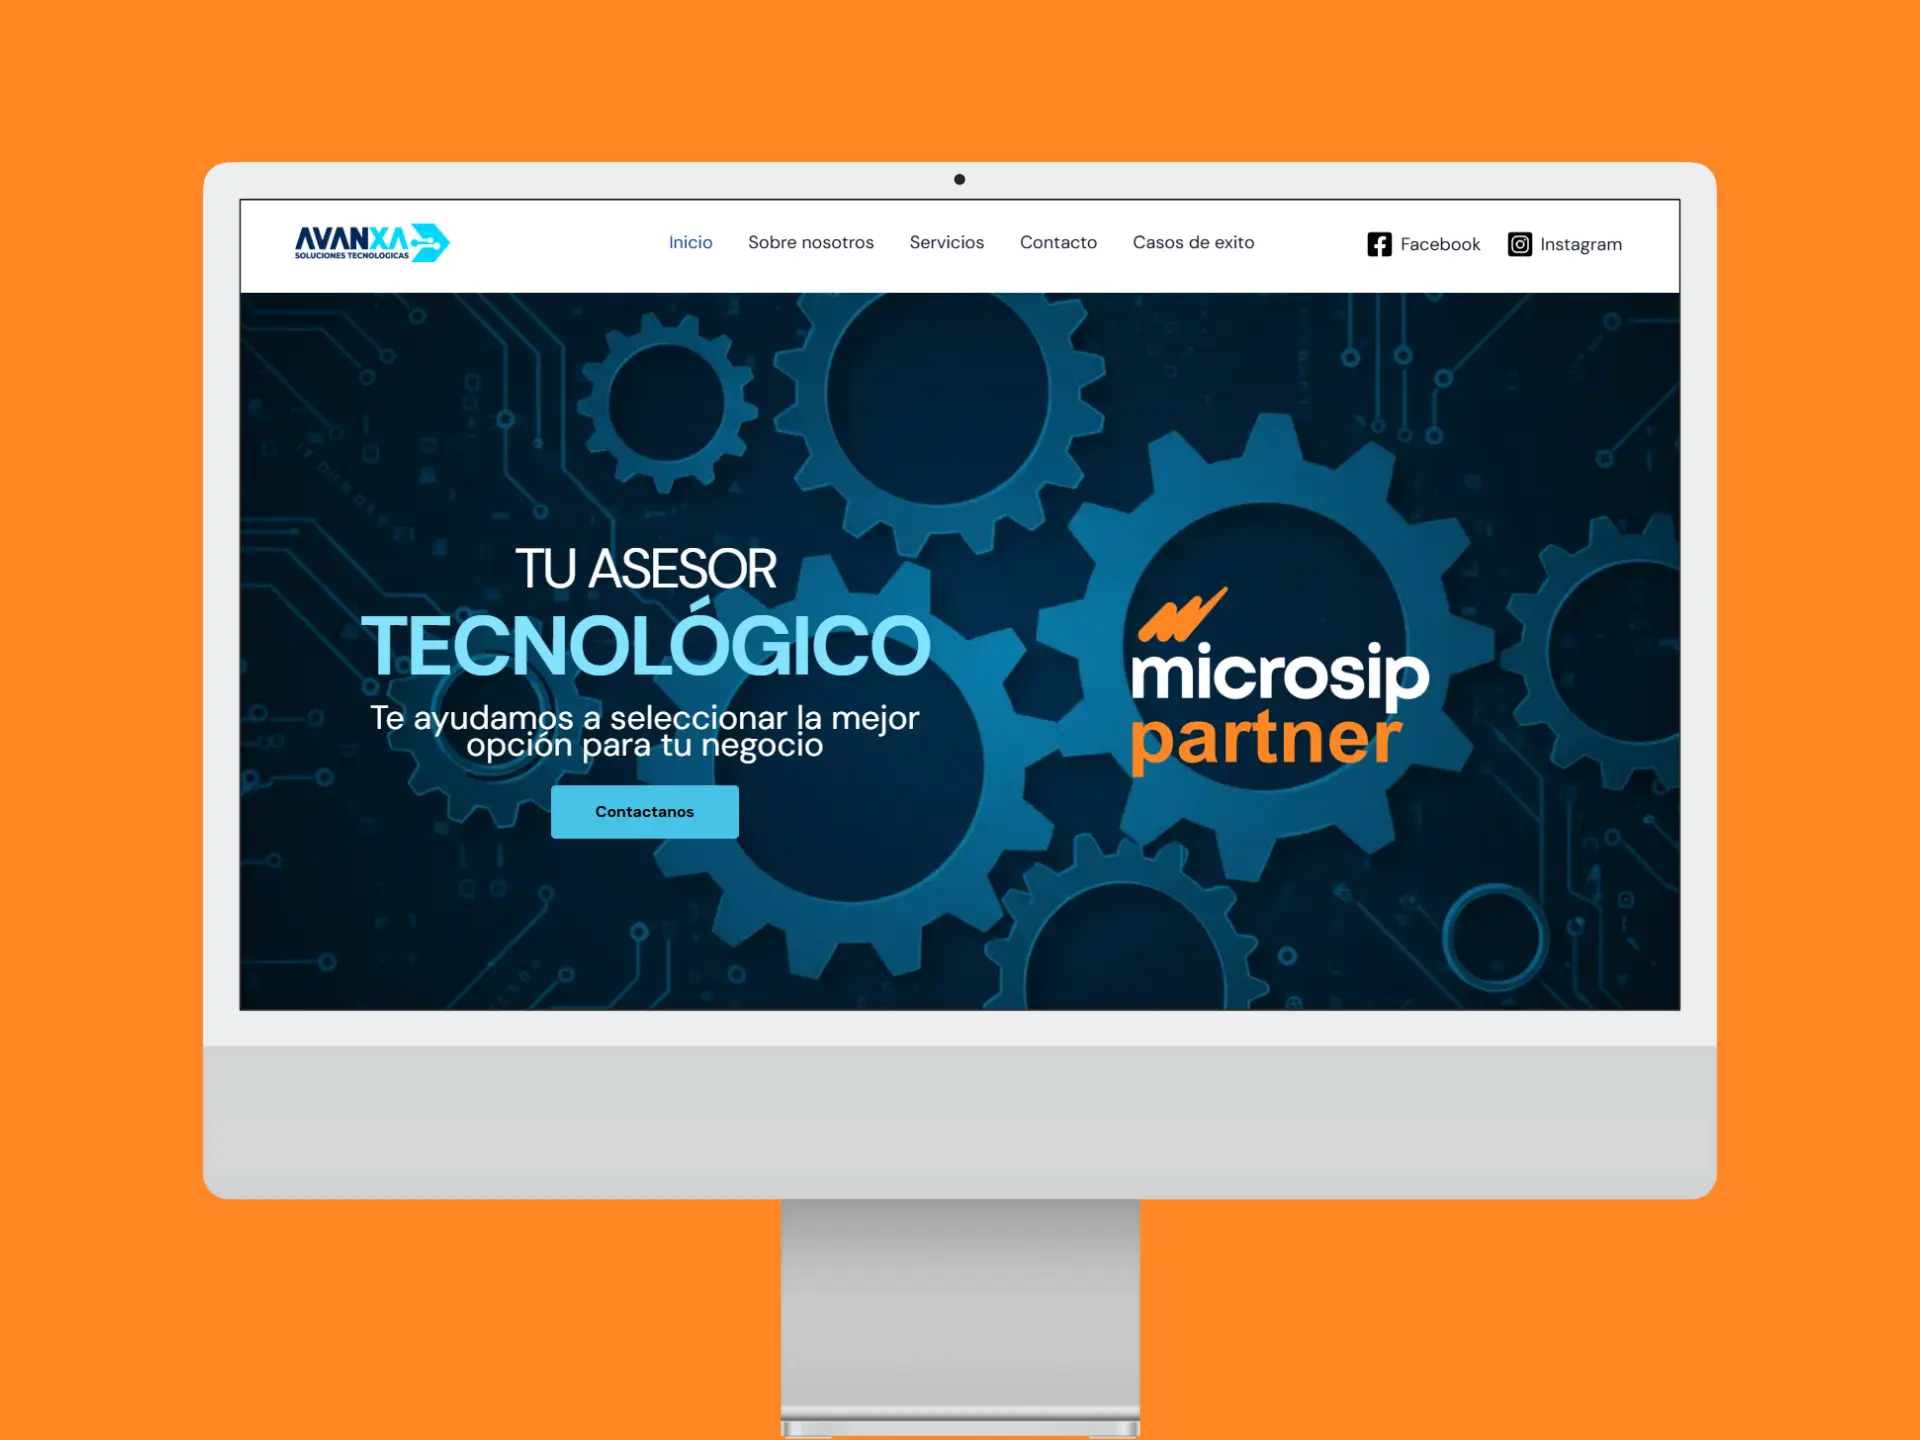 AVANXA
SOLUCIONES TECNOLOGICAS
Inicio
Sobre nosotros
Servicios
Contacto
Casos de exito
Facebook
Instagram
TU ASESOR
TECNOLÓGICO
Te ayudamos a seleccionar la mejor
opción para tu negocio
Contactanos
microsip
partner